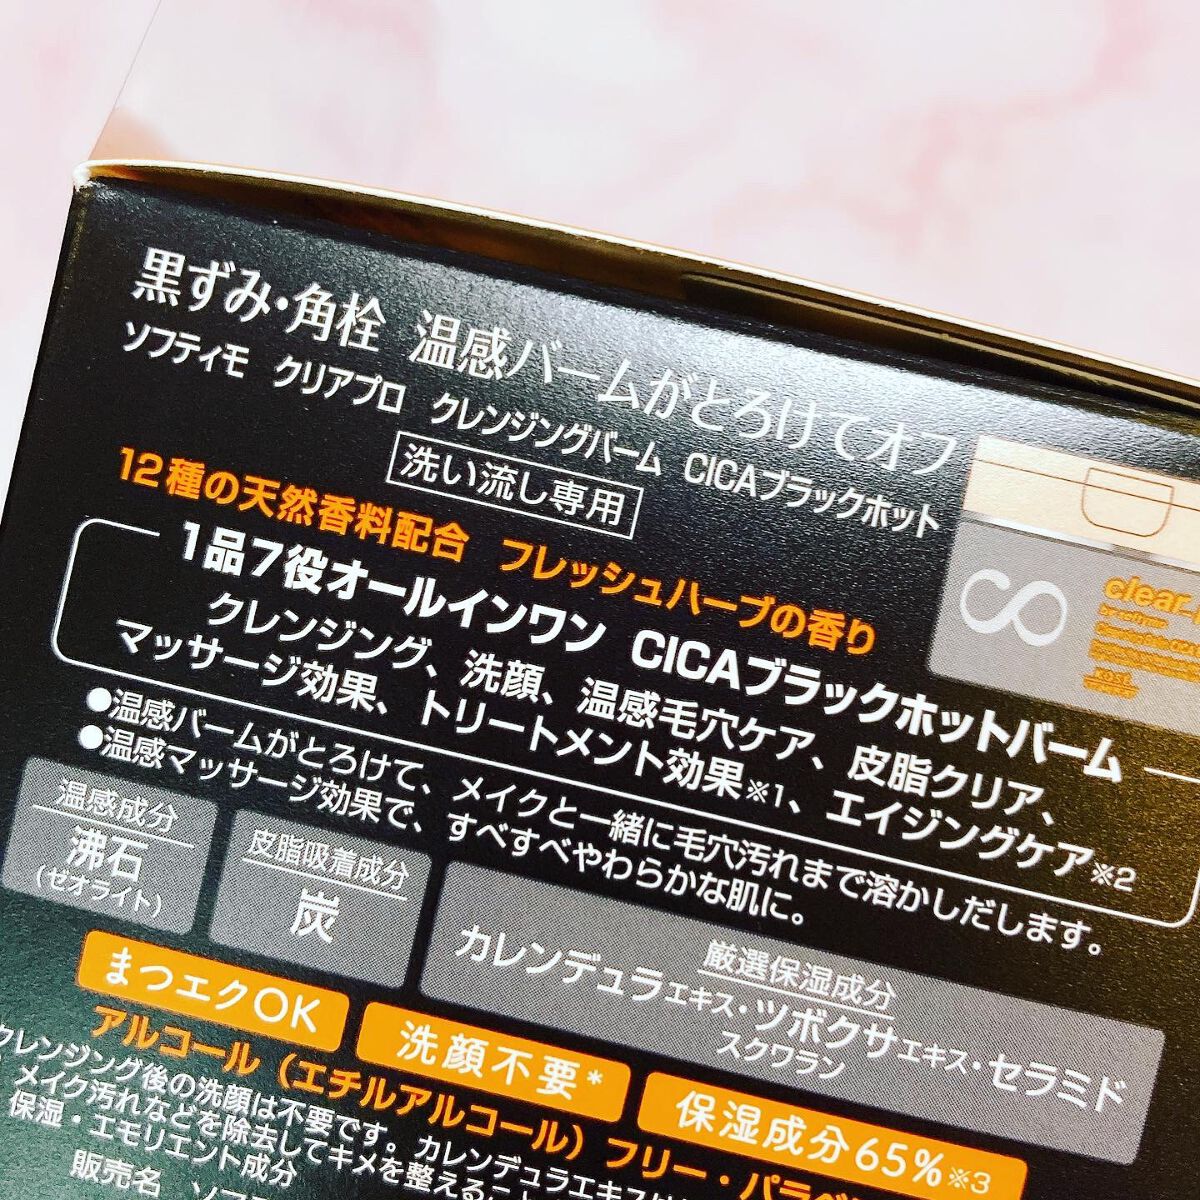 黒ずみ・角栓 温感バームがとろけてオフ
ソフティモ クリアプロ クレンジングバーム CICAブラックホット
洗い流し専用
12種の天然香料配合 フレッシュハーブの香り
1品7役オールインワン CICAブラックホットバーム
クレンジング、洗顔、温感毛穴ケア、皮脂クリア、
マッサージ効果、トリートメント効果※1、エイジングケア※2
●温感バームがとろけて、メイクと一緒に毛穴汚れまで溶かしだします。
●温感マッサージ効果で、すべすべやわらかな肌に。
温感成分
沸石
(ゼオライト)
皮脂吸着成分
炭
厳選保湿成分
カレンデュラエキス・ツボクサエキス・セラミド
スクワラン
まつエクOK
洗顔不要*
保湿成分65%※3
アルコール（エチルアルコール）フリー・パラベ
クレンジング後の洗顔は不要です。カレンデュラエキス
メイク汚れなどを除去してキメを整えること
保湿・エモリエント成分
販売名 ソフ
clear
KOSÉ